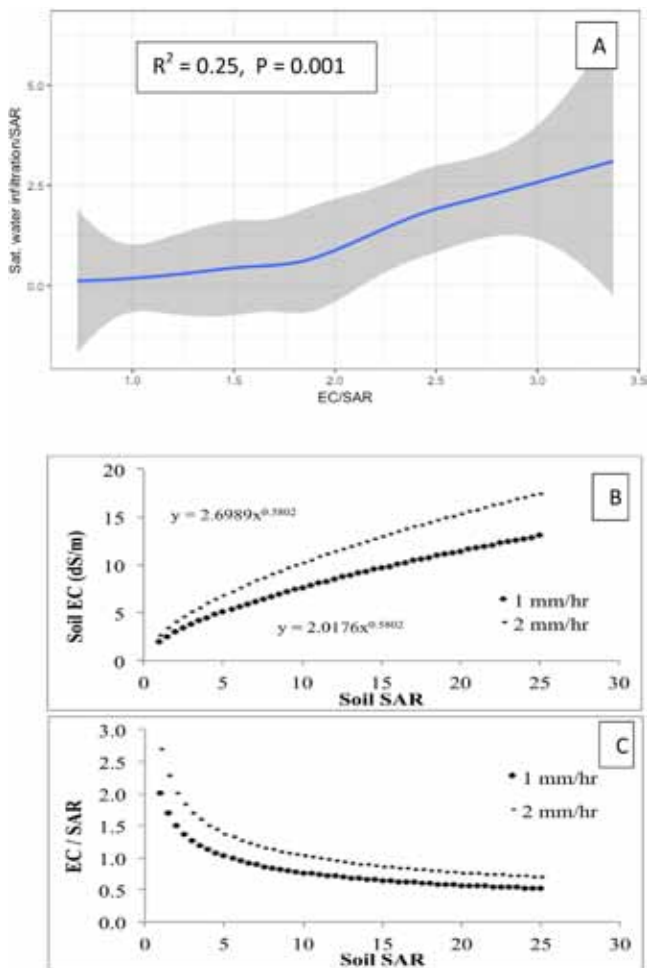 A
R² = 0.25, P = 0.001
Sat. water infiltration/SAR
5.0
2.5
0.0
1.0 1.5 2.0 2.5 3.0 3.5
EC/SAR
B
Soil EC (dS/m)
20
15
10
5
0
y = 2.6989x^0.5802
1 mm/hr
2 mm/hr
y = 2.0176x^0.5802
0 5 10 15 20 25 30
Soil SAR
C
EC / SAR
3.0
2.5
2.0
1.5
1.0
0.5
0.0
1 mm/hr
2 mm/hr
0 5 10 15 20 25 30
Soil SAR